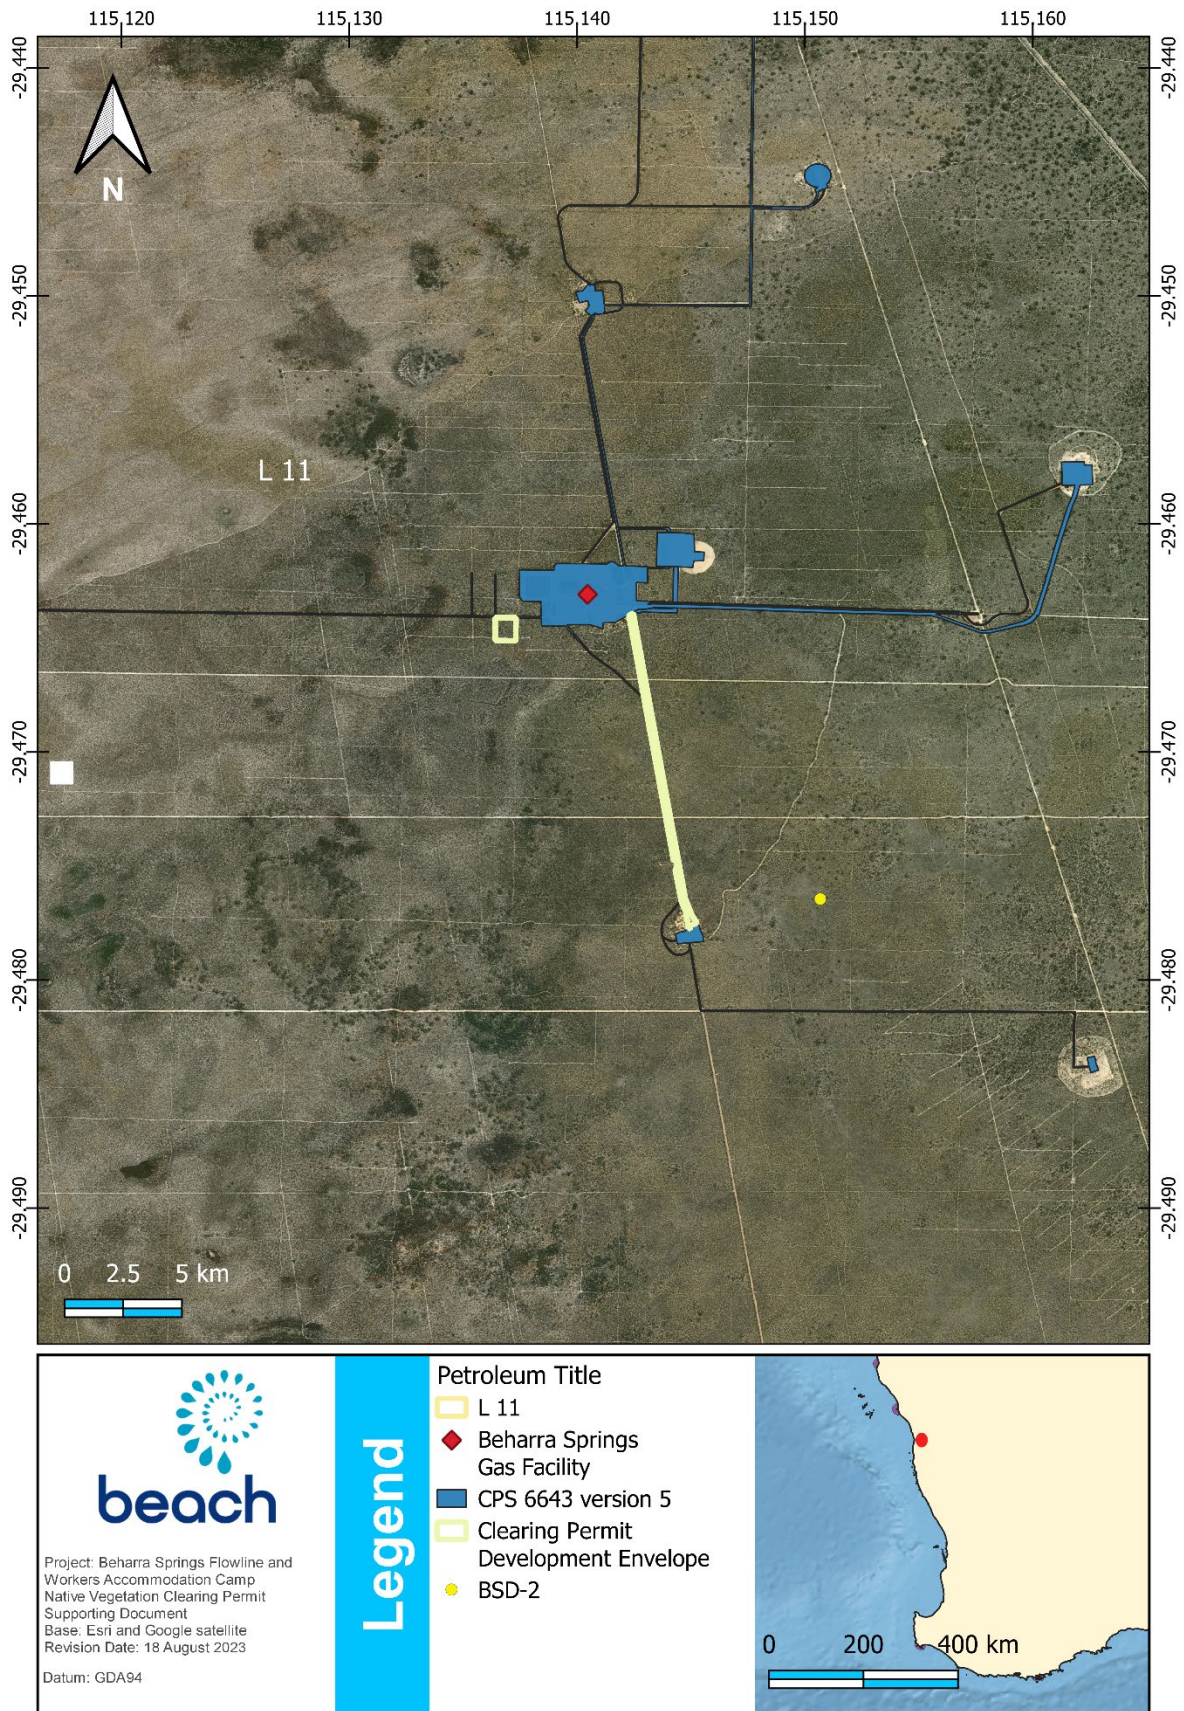 115.120 115.130 115.140 115.150 115.160
-29.440 -29.440
N
-29.450 -29.450
L 11
-29.460 -29.460
-29.470 -29.470
-29.480 -29.480
-29.490 -29.490
0 2.5 5 km
beach
Project: Beharra Springs Flowline and
Workers Accommodation Camp
Native Vegetation Clearing Permit
Supporting Document
Base: Esri and Google satellite
Revision Date: 18 August 2023
Datum: GDA94
Legend
Petroleum Title
L 11
Beharra Springs
Gas Facility
CPS 6643 version 5
Clearing Permit
Development Envelope
BSD-2
0 200 400 km